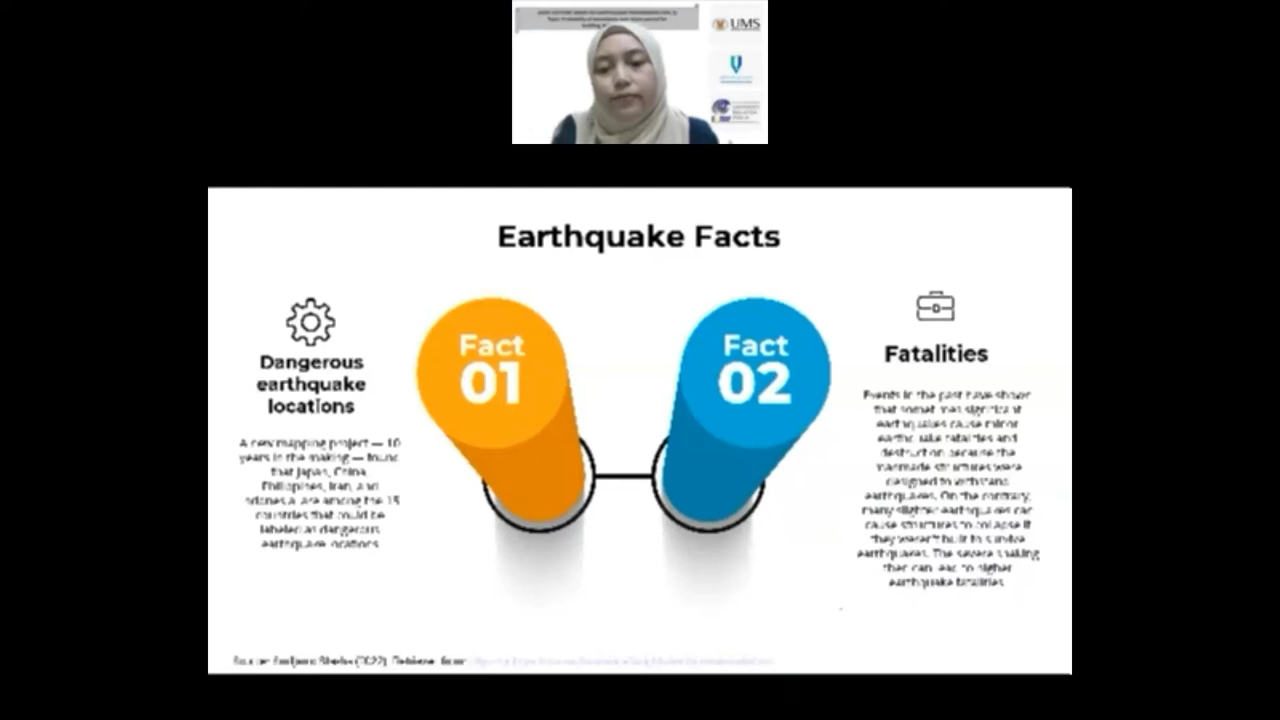 UMS
Earthquake Facts
Dangerous
earthquake
locations
A new mapping project — 10
years in the making — found
that Japan, China,
Philippines, Iran, and
Indonesia are among the 15
countries that could be
labeled as dangerous
earthquake locations
Fact
01
Fact
02
Fatalities
Events in the past have shown
that sometimes significant
earthquakes cause minor
earthquake fatalities and
destruction because the
manmade structures were
designed to withstand
earthquakes. On the contrary,
many slighter earthquakes can
cause structures to collapse if
they weren't built to survive
earthquakes. The severe shaking
then can lead to higher
earthquake fatalities